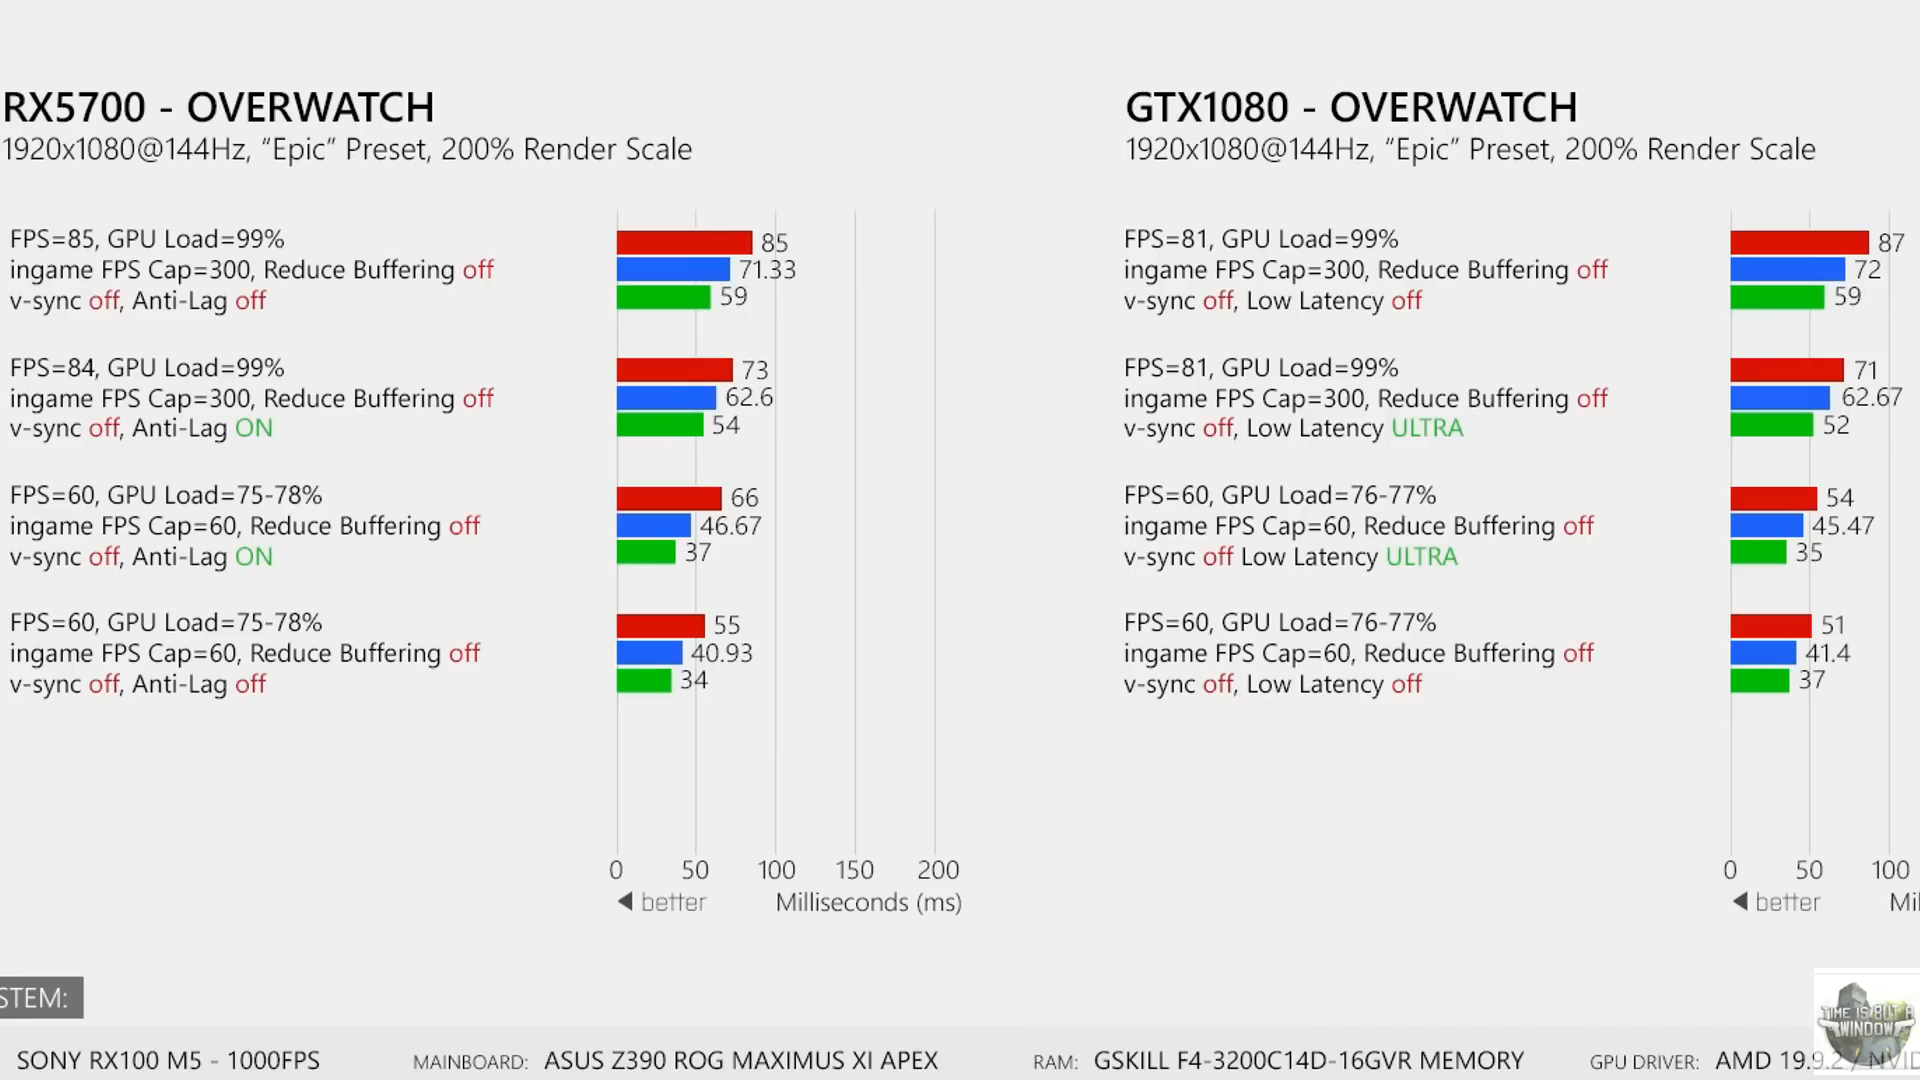 RX5700 - OVERWATCH
1920x1080@144Hz, “Epic” Preset, 200% Render Scale
FPS=85, GPU Load=99%
ingame FPS Cap=300, Reduce Buffering off
v-sync off, Anti-Lag off
85
71.33
59
FPS=84, GPU Load=99%
ingame FPS Cap=300, Reduce Buffering off
v-sync off, Anti-Lag ON
73
62.6
54
FPS=60, GPU Load=75-78%
ingame FPS Cap=60, Reduce Buffering off
v-sync off, Anti-Lag ON
66
46.67
37
FPS=60, GPU Load=75-78%
ingame FPS Cap=60, Reduce Buffering off
v-sync off, Anti-Lag off
55
40.93
34
0 50 100 150 200
better Milliseconds (ms)
GTX1080 - OVERWATCH
1920x1080@144Hz, “Epic” Preset, 200% Render Scale
FPS=81, GPU Load=99%
ingame FPS Cap=300, Reduce Buffering off
v-sync off, Low Latency off
87
72
59
FPS=81, GPU Load=99%
ingame FPS Cap=300, Reduce Buffering off
v-sync off, Low Latency ULTRA
71
62.67
52
FPS=60, GPU Load=76-77%
ingame FPS Cap=60, Reduce Buffering off
v-sync off Low Latency ULTRA
54
45.47
35
FPS=60, GPU Load=76-77%
ingame FPS Cap=60, Reduce Buffering off
v-sync off, Low Latency off
51
41.4
37
0 50 100
better Mil
STEM:
SONY RX100 M5 - 1000FPS MAINBOARD: ASUS Z390 ROG MAXIMUS XI APEX RAM: GSKILL F4-3200C14D-16GVR MEMORY GPU DRIVER: AMD 19.9.2 / NVID
TIME IS BUT A
WINDOW